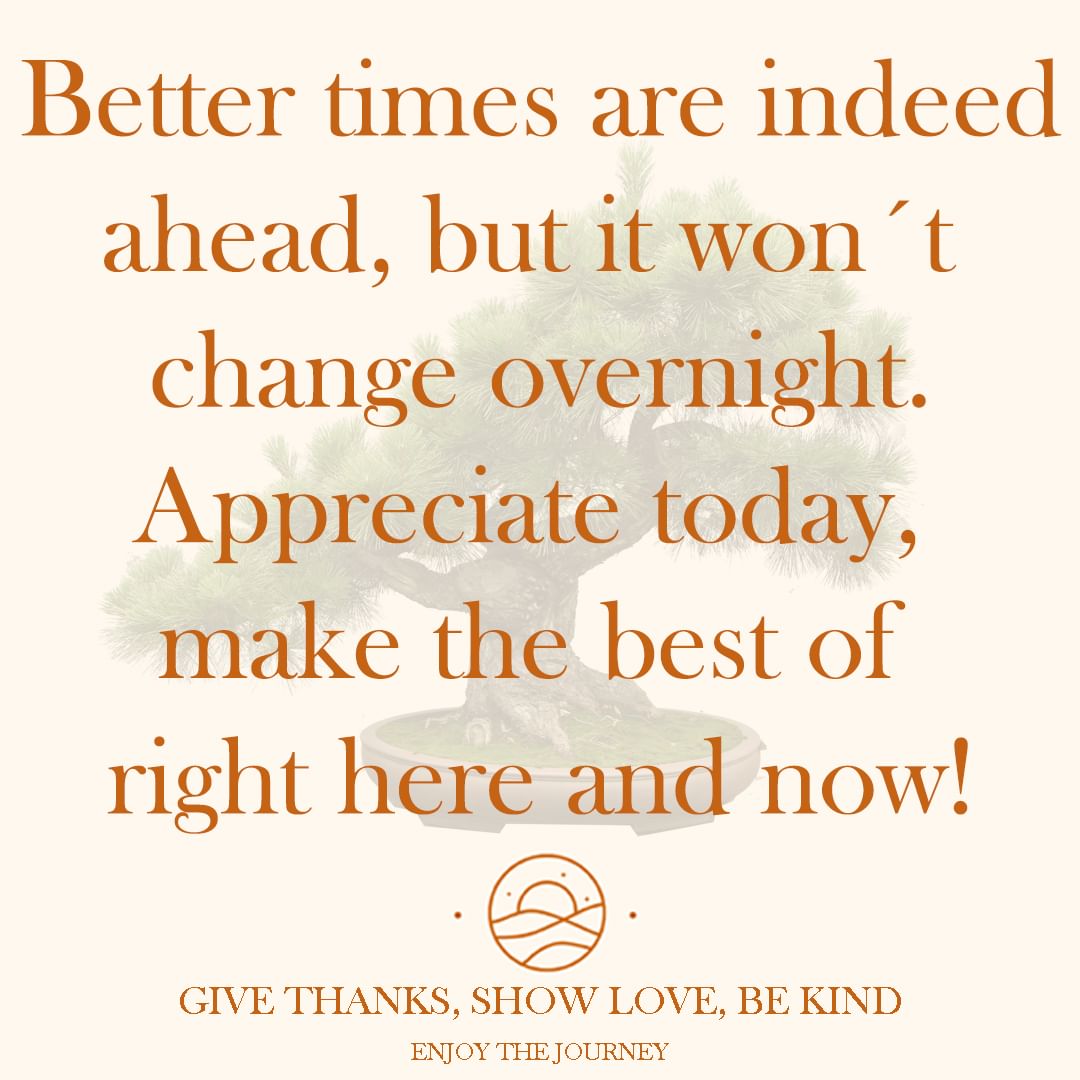 Better times are indeed
ahead, but it won´t
change overnight.
Appreciate today,
make the best of
right here and now!
GIVE THANKS, SHOW LOVE, BE KIND
ENJOY THE JOURNEY